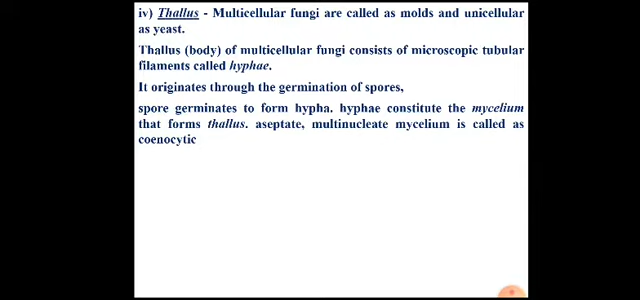 iv) Thallus - Multicellular fungi are called as molds and unicellular
as yeast.
Thallus (body) of multicellular fungi consists of microscopic tubular
filaments called hyphae.
It originates through the germination of spores,
spore germinates to form hypha. hyphae constitute the mycelium
that forms thallus. aseptate, multinucleate mycelium is called as
coenocytic